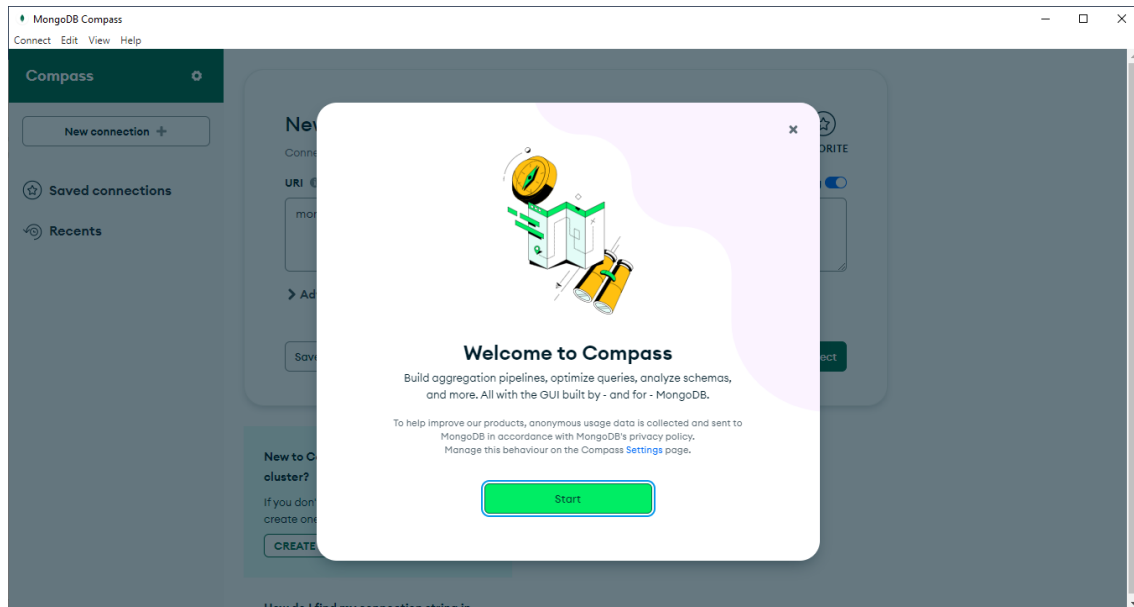 MongoDB Compass
Connect Edit View Help
Compass
New connection
Saved connections
Recents
URI
Welcome to Compass
Build aggregation pipelines, optimize queries, analyze schemas,
and more. All with the GUI built by - and for - MongoDB.
To help improve our products, anonymous usage data is collected and sent to
MongoDB in accordance with MongoDB's privacy policy.
Manage this behaviour on the Compass Settings page.
Start
New to C
cluster?
If you don'
create one
CREATE